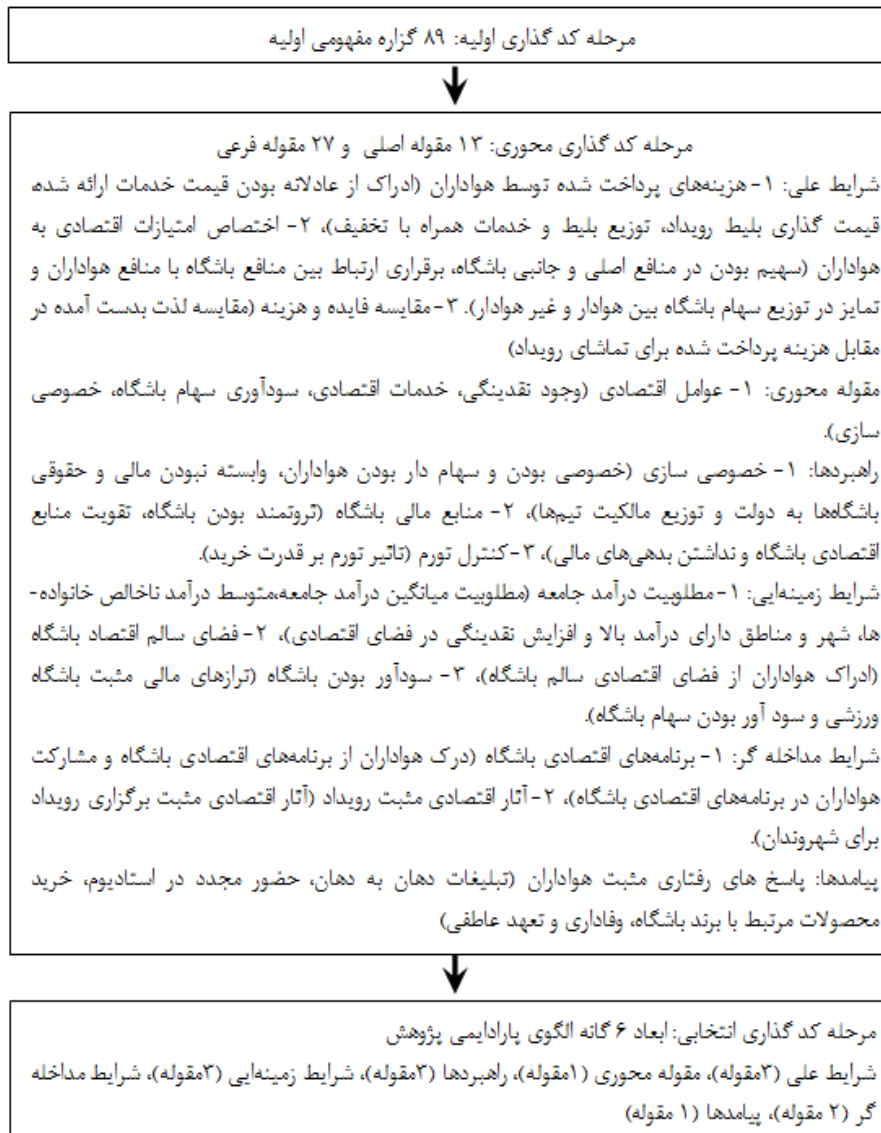 مرحله کد گذاری اولیه: ۸۹ گزاره مفهومی اولیه
مرحله کد گذاری محوری: ۱۳ مقوله اصلی و ۲۷ مقوله فرعی
شرایط علی: ۱- هزینه‌های پرداخت شده توسط هواداران (ادراک از عادلانه بودن قیمت خدمات ارائه شده،
قیمت گذاری بلیط رویداد، توزیع بلیط و خدمات همراه با تخفیف)، ۲- اختصاص امتیازات اقتصادی به
هواداران (سهیم بودن در منافع اصلی و جانبی باشگاه، برقراری ارتباط بین منافع باشگاه با منافع هواداران و
تمایز در توزیع سهام باشگاه بین هوادار و غیر هوادار). ۳- مقایسه فایده و هزینه (مقایسه لذت بدست آمده در
مقابل هزینه پرداخت شده برای تماشای رویداد)
مقوله محوری: ۱- عوامل اقتصادی (وجود نقدینگی، خدمات اقتصادی، سودآوری سهام باشگاه، خصوصی
سازی).
راهبردها: ۱- خصوصی سازی (خصوصی بودن و سهام دار بودن هواداران، وابسته نبودن مالی و حقوقی
باشگاه‌ها به دولت و توزیع مالکیت تیم‌ها)، ۲- منابع مالی باشگاه (ثروتمند بودن باشگاه، تقویت منابع
اقتصادی باشگاه و نداشتن بدهی‌های مالی)، ۳-کنترل تورم (تاثیر تورم بر قدرت خرید).
شرایط زمینه‌ایی: ۱- مطلوبیت درآمد جامعه (مطلوبیت میانگین درآمد جامعه،متوسط درآمد ناخالص خانواده-
ها، شهر و مناطق دارای درآمد بالا و افزایش نقدینگی در فضای اقتصادی)، ۲- فضای سالم اقتصاد باشگاه
(ادراک هواداران از فضای اقتصادی سالم باشگاه)، ۳- سودآور بودن باشگاه (ترازهای مالی مثبت باشگاه
ورزشی و سود آور بودن سهام باشگاه).
شرایط مداخله گر: ۱- برنامه‌های اقتصادی باشگاه (درک هواداران از برنامه‌های اقتصادی باشگاه و مشارکت
هواداران در برنامه‌های اقتصادی باشگاه)، ۲- آثار اقتصادی مثبت رویداد (آثار اقتصادی مثبت برگزاری رویداد
برای شهروندان).
پیامدها: پاسخ های رفتاری مثبت هواداران (تبلیغات دهان به دهان، حضور مجدد در استادیوم، خرید
محصولات مرتبط با برند باشگاه، وفاداری و تعهد عاطفی)
مرحله کد گذاری انتخابی: ابعاد ۶ گانه الگوی پارادایمی پژوهش
شرایط علی (۳مقوله)، مقوله محوری (۱مقوله)، راهبردها (۳مقوله)، شرایط زمینه‌ایی (۳مقوله)، شرایط مداخله
گر (۲ مقوله)، پیامدها (۱ مقوله)